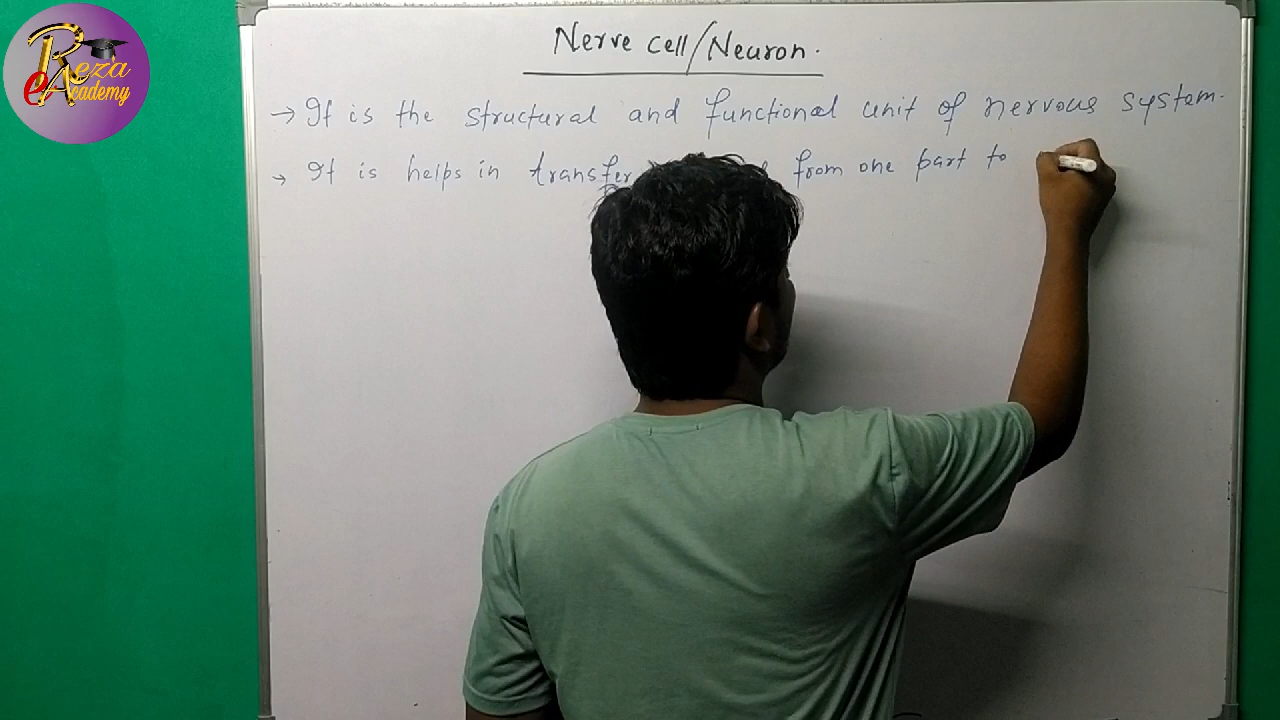 Reza
eAcademy
Nerve cell/Neuron.
→ It is the structural and functional unit of nervous system.
→ It is helps in transfer from one part to